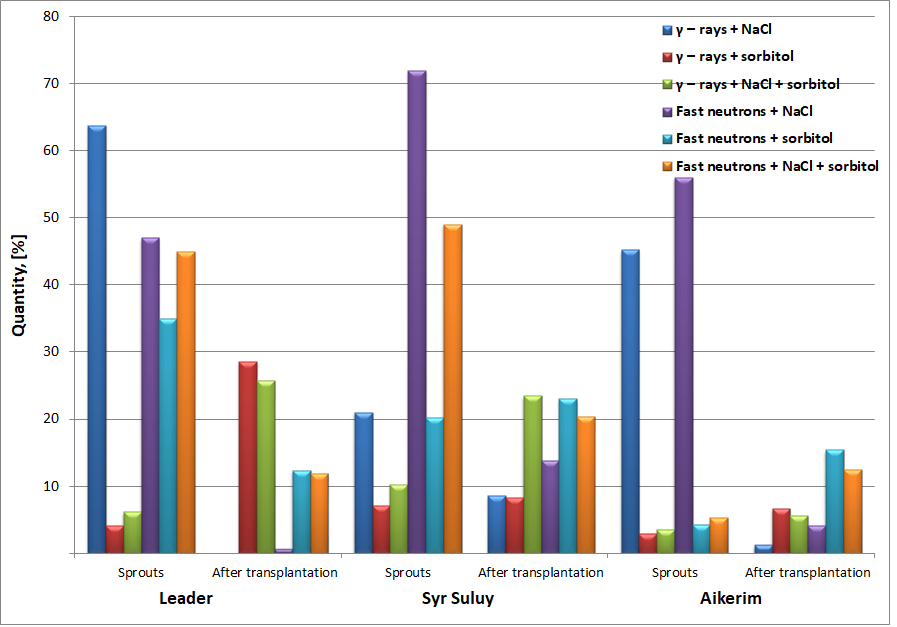 80
70
60
50
40
30
20
10
Quantity, [%]
γ – rays + NaCl
γ – rays + sorbitol
γ – rays + NaCl + sorbitol
Fast neutrons + NaCl
Fast neutrons + sorbitol
Fast neutrons + NaCl + sorbitol
Sprouts After transplantation Sprouts After transplantation Sprouts After transplantation
Leader Syr Suluy Aikerim